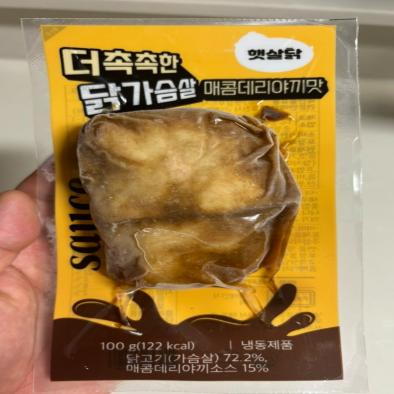 햇살닭
더 촉촉한
닭가슴살 매콤데리야끼맛
sauce
100 g(122 kcal) | 냉동제품
닭고기(가슴살) 72.2%,
매콤데리야끼소스 15%